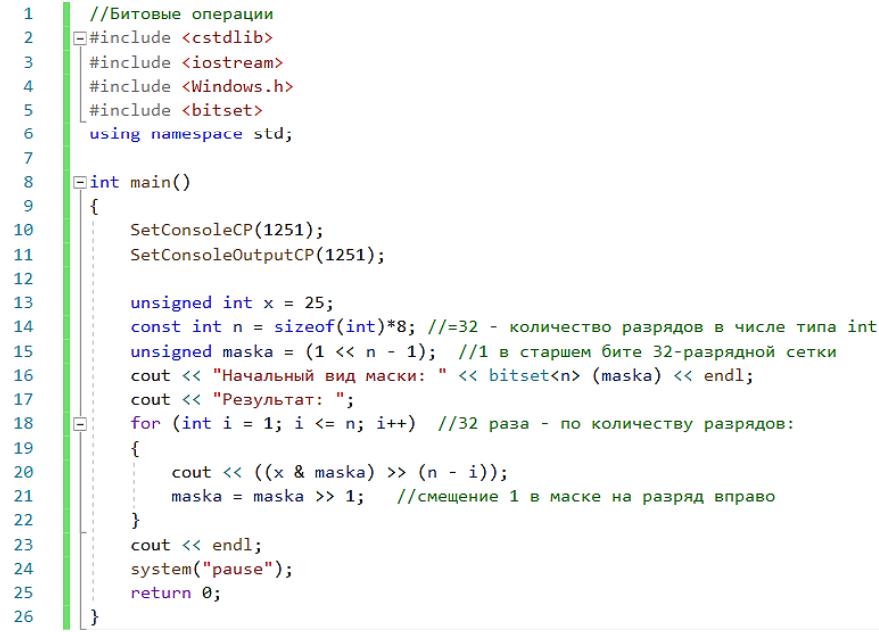 1 //Битовые операции
2 #include <cstdlib>
3 #include <iostream>
4 #include <Windows.h>
5 #include <bitset>
6 using namespace std;
7
8 int main()
9 {
10 SetConsoleCP(1251);
11 SetConsoleOutputCP(1251);
12
13 unsigned int x = 25;
14 const int n = sizeof(int)*8; //=32 - количество разрядов в числе типа int
15 unsigned maska = (1 << n - 1); //1 в старшем бите 32-разрядной сетки
16 cout << "Начальный вид маски: " << bitset<n> (maska) << endl;
17 cout << "Результат: ";
18 for (int i = 1; i <= n; i++) //32 раза - по количеству разрядов:
19 {
20 cout << ((x & maska) >> (n - i));
21 maska = maska >> 1; //смещение 1 в маске на разряд вправо
22 }
23 cout << endl;
24 system("pause");
25 return 0;
26 }